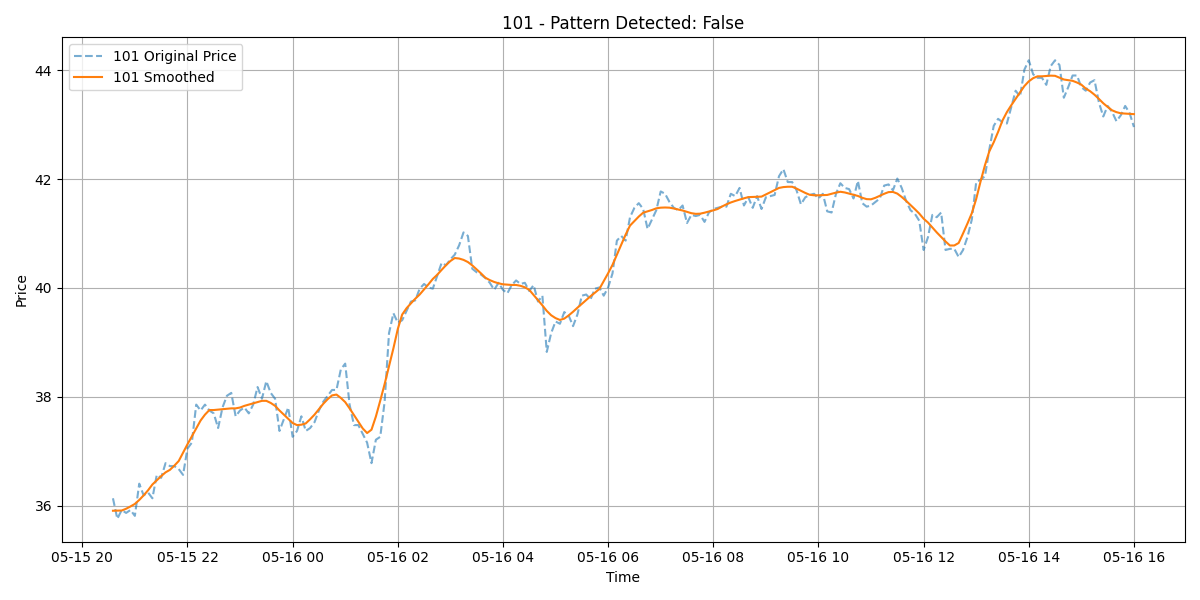 101 - Pattern Detected: False
101 Original Price
101 Smoothed
Price
44
42
40
38
36
05-15 20 05-15 22 05-16 00 05-16 02 05-16 04 05-16 06 05-16 08 05-16 10 05-16 12 05-16 14 05-16 16
Time